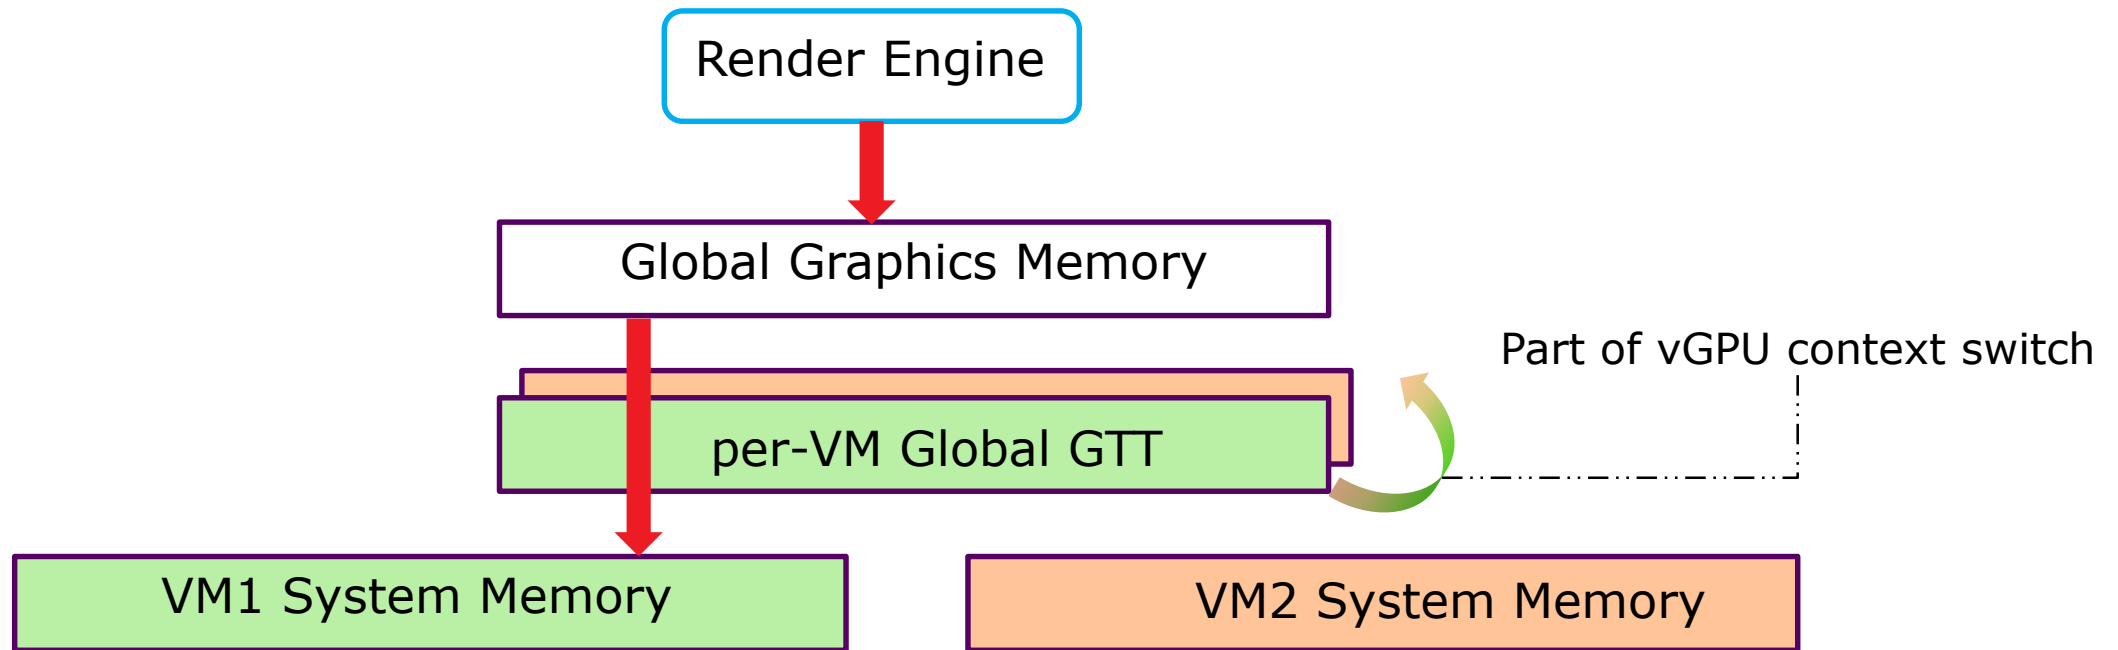 Render Engine
Global Graphics Memory
Part of vGPU context switch
per-VM Global GTT
VM1 System Memory
VM2 System Memory